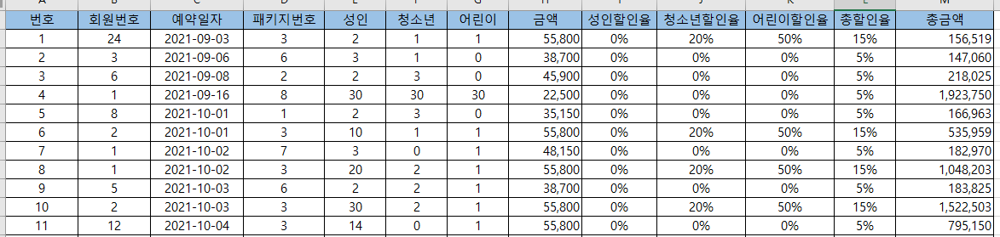 A B C D E F G H I J K L M
번호 회원번호 예약일자 패키지번호 성인 청소년 어린이 금액 성인할인율 청소년할인율 어린이할인율 총할인율 총금액
1 24 2021-09-03 3 2 1 1 55,800 0% 20% 50% 15% 156,519
2 3 2021-09-06 6 3 1 0 38,700 0% 0% 0% 5% 147,060
3 6 2021-09-08 2 2 3 0 45,900 0% 0% 0% 5% 218,025
4 1 2021-09-16 8 30 30 30 22,500 0% 0% 0% 5% 1,923,750
5 8 2021-10-01 1 2 3 0 35,150 0% 0% 0% 5% 166,963
6 2 2021-10-01 3 10 1 1 55,800 0% 20% 50% 15% 535,959
7 1 2021-10-02 7 3 0 1 48,150 0% 0% 0% 5% 182,970
8 1 2021-10-02 3 20 2 1 55,800 0% 20% 50% 15% 1,048,203
9 5 2021-10-03 6 2 2 1 38,700 0% 0% 0% 5% 183,825
10 2 2021-10-03 3 30 2 1 55,800 0% 20% 50% 15% 1,522,503
11 12 2021-10-04 3 14 0 1 55,800 0% 0% 0% 5% 795,150